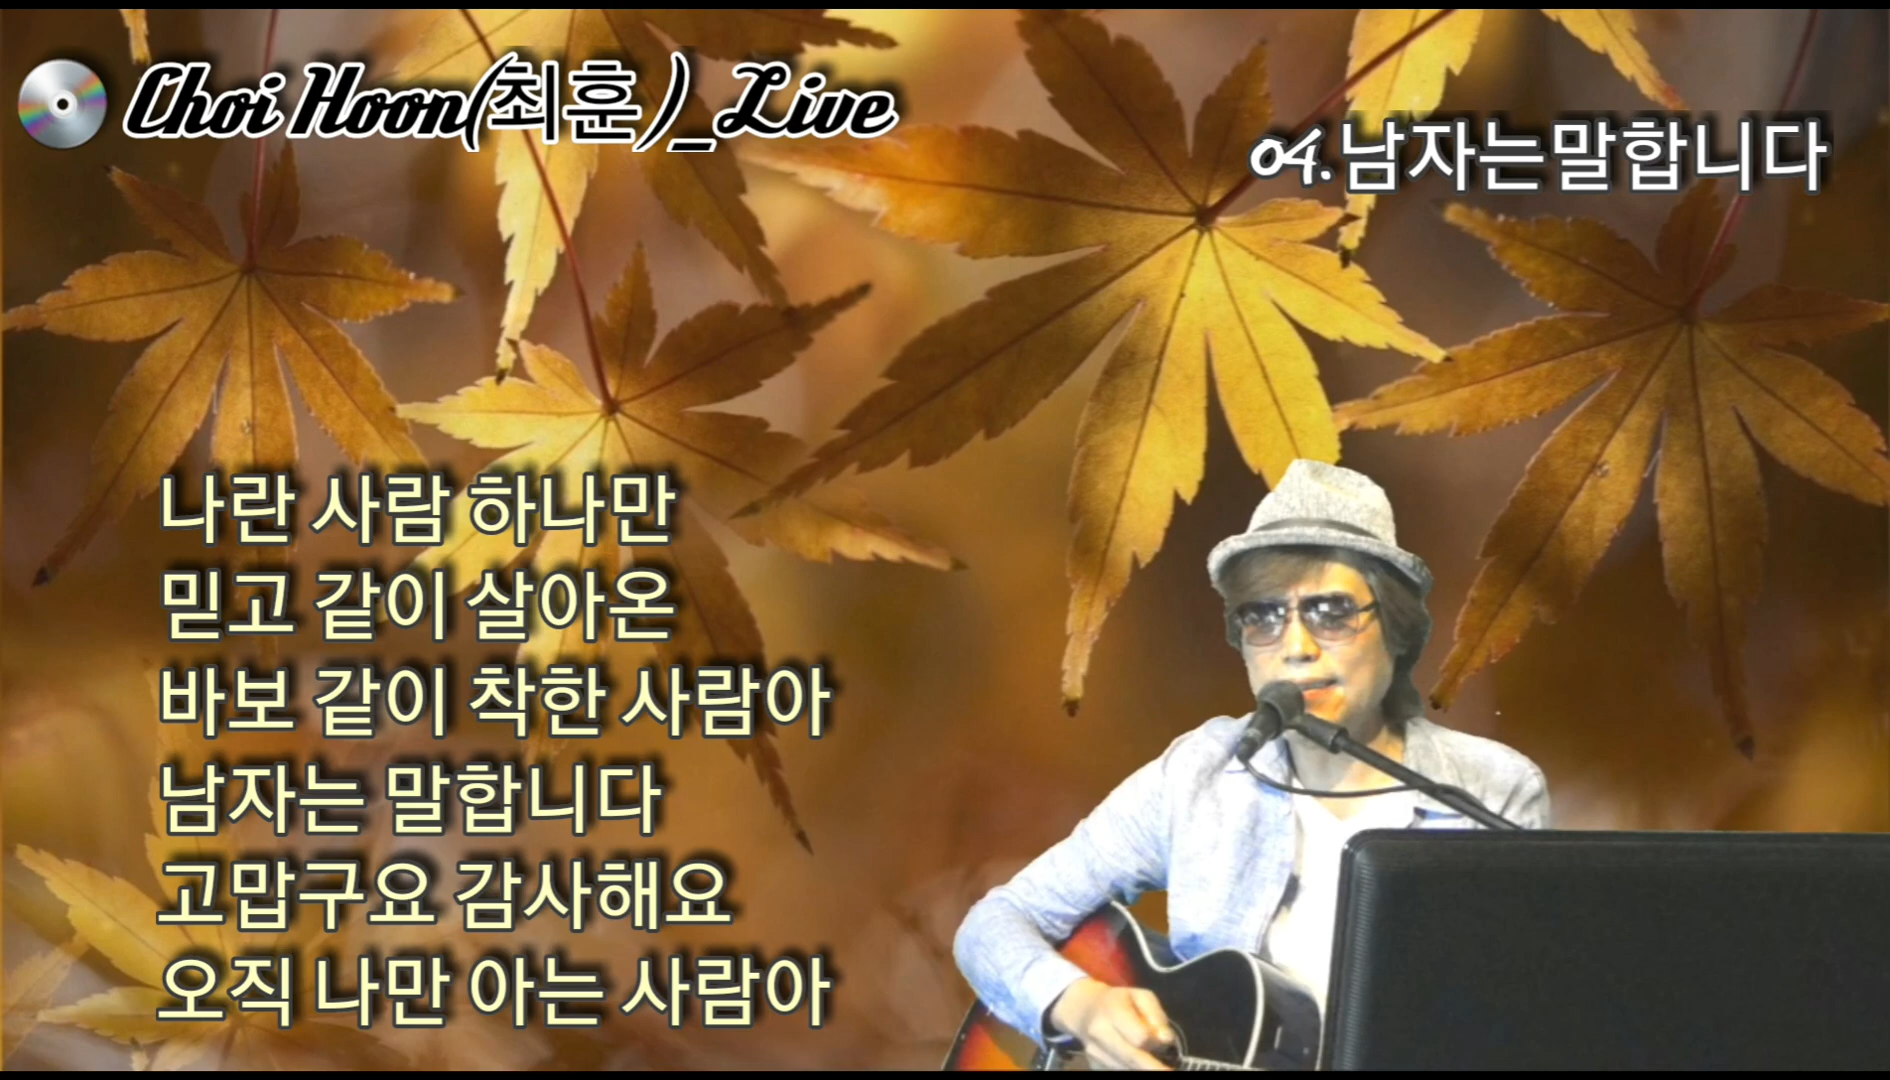 Choi Hoon(최훈)_Live
04.남자는말합니다
나란 사람 하나만
믿고 같이 살아온
바보 같이 착한 사람아
남자는 말합니다
고맙구요 감사해요
오직 나만 아는 사람아